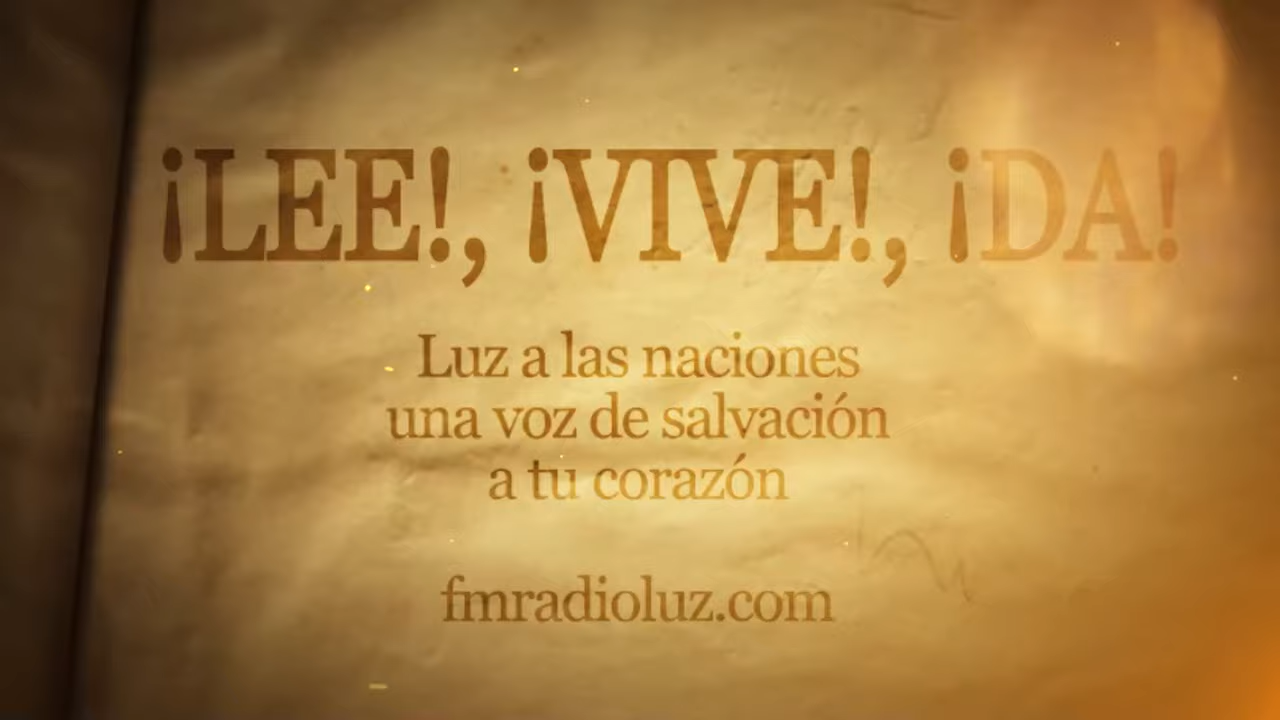 ¡LEE!, ¡VIVE!, ¡DA!
Luz a las naciones
una voz de salvación
a tu corazón
fmradioluz.com